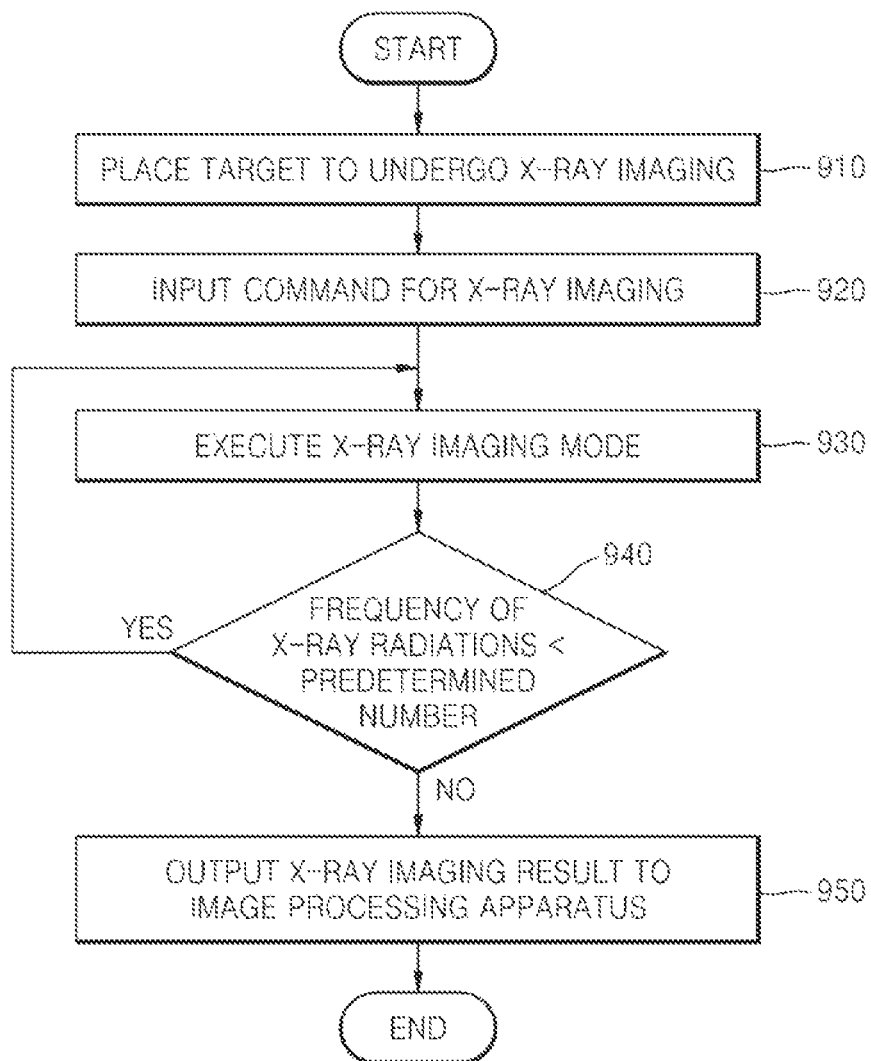 START
PLACE TARGET TO UNDERGO X-RAY IMAGING
910
INPUT COMMAND FOR X-RAY IMAGING
920
EXECUTE X-RAY IMAGING MODE
930
940
FREQUENCY OF
X-RAY RADIATIONS <
PREDETERMINED
NUMBER
YES
NO
OUTPUT X-RAY IMAGING RESULT TO
IMAGE PROCESSING APPARATUS
950
END